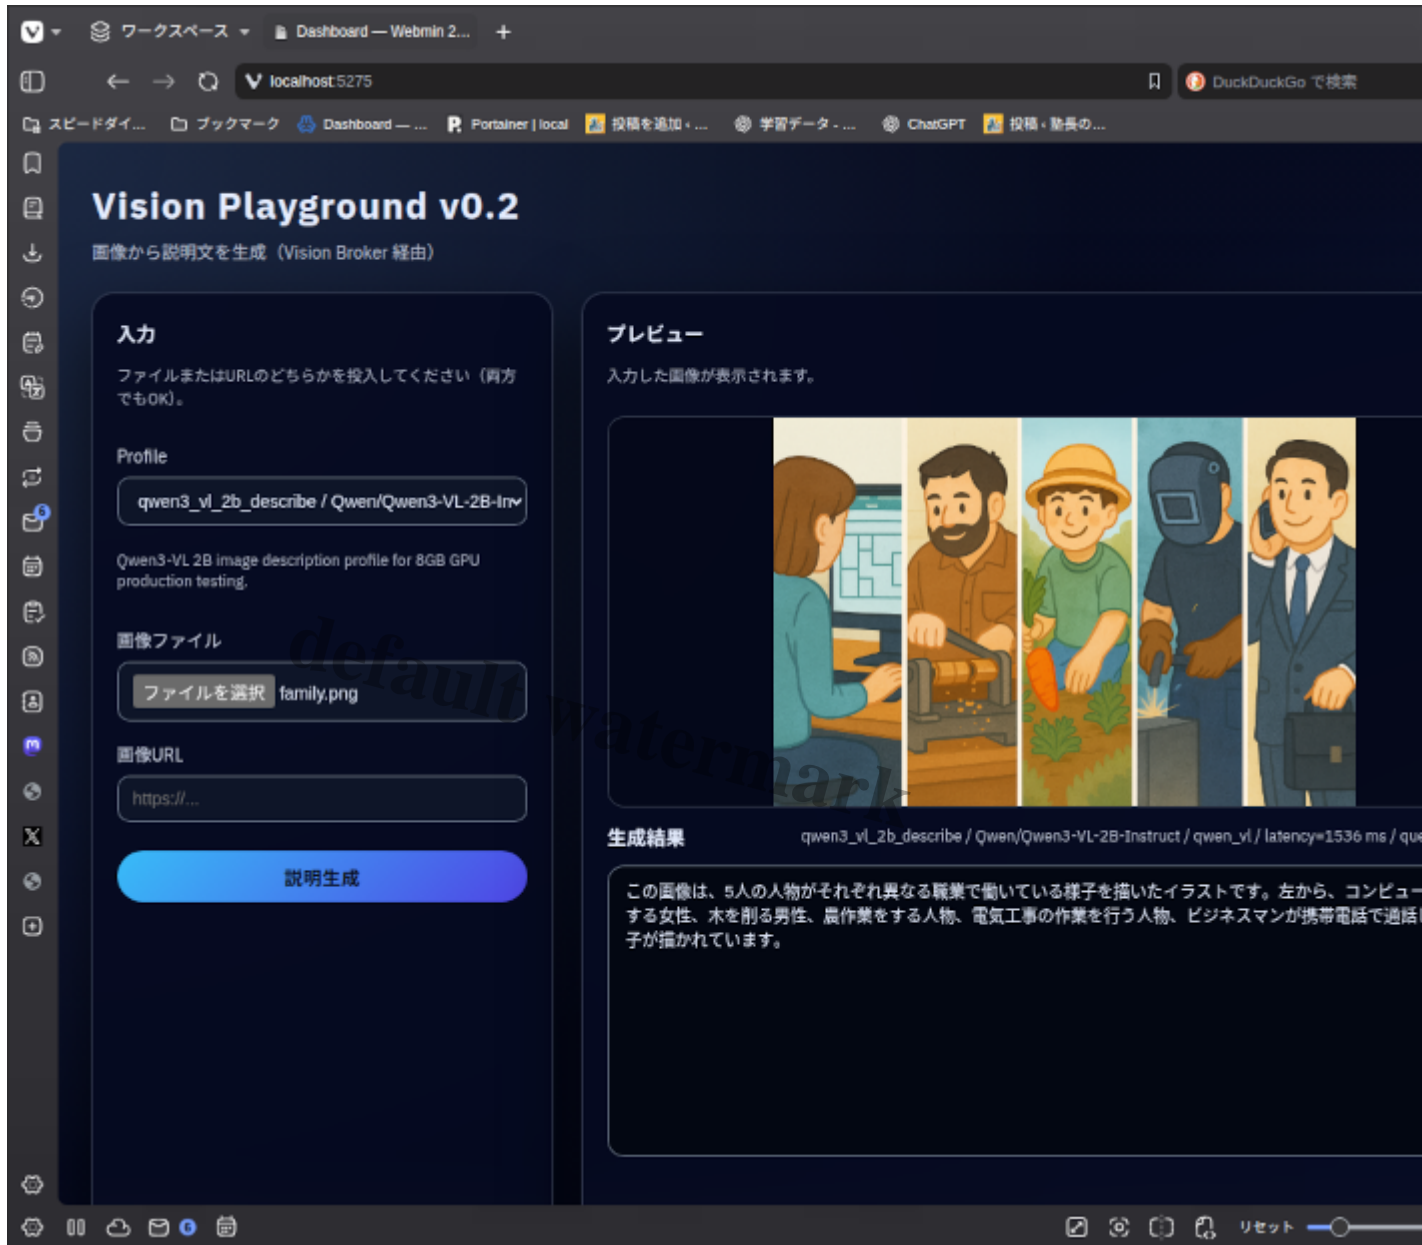 ワークスペース
Dashboard — Webmin 2...
localhost:5275
DuckDuckGo で検索
スピードダイ...
ブックマーク
Dashboard — ...
Portainer | local
投稿を追加 ‹ ...
学習データ - ...
ChatGPT
投稿 ‹ 塾長の...
Vision Playground v0.2
画像から説明文を生成（Vision Broker 経由）
入力
ファイルまたはURLのどちらかを投入してください（両方
でもOK）。
Profile
qwen3_vl_2b_describe / Qwen/Qwen3-VL-2B-In
Qwen3-VL 2B image description profile for 8GB GPU
production testing.
画像ファイル
ファイルを選択 family.png
画像URL
https://...
説明生成
プレビュー
入力した画像が表示されます。
生成結果
qwen3_vl_2b_describe / Qwen/Qwen3-VL-2B-Instruct / qwen_vl / latency=1536 ms / que
この画像は、5人の人物がそれぞれ異なる職業で働いている様子を描いたイラストです。左から、コンピュー
する女性、木を削る男性、農作業をする人物、電気工事の作業を行う人物、ビジネスマンが携帯電話で通話し
子が描かれています。
default watermark
6
6
リセット